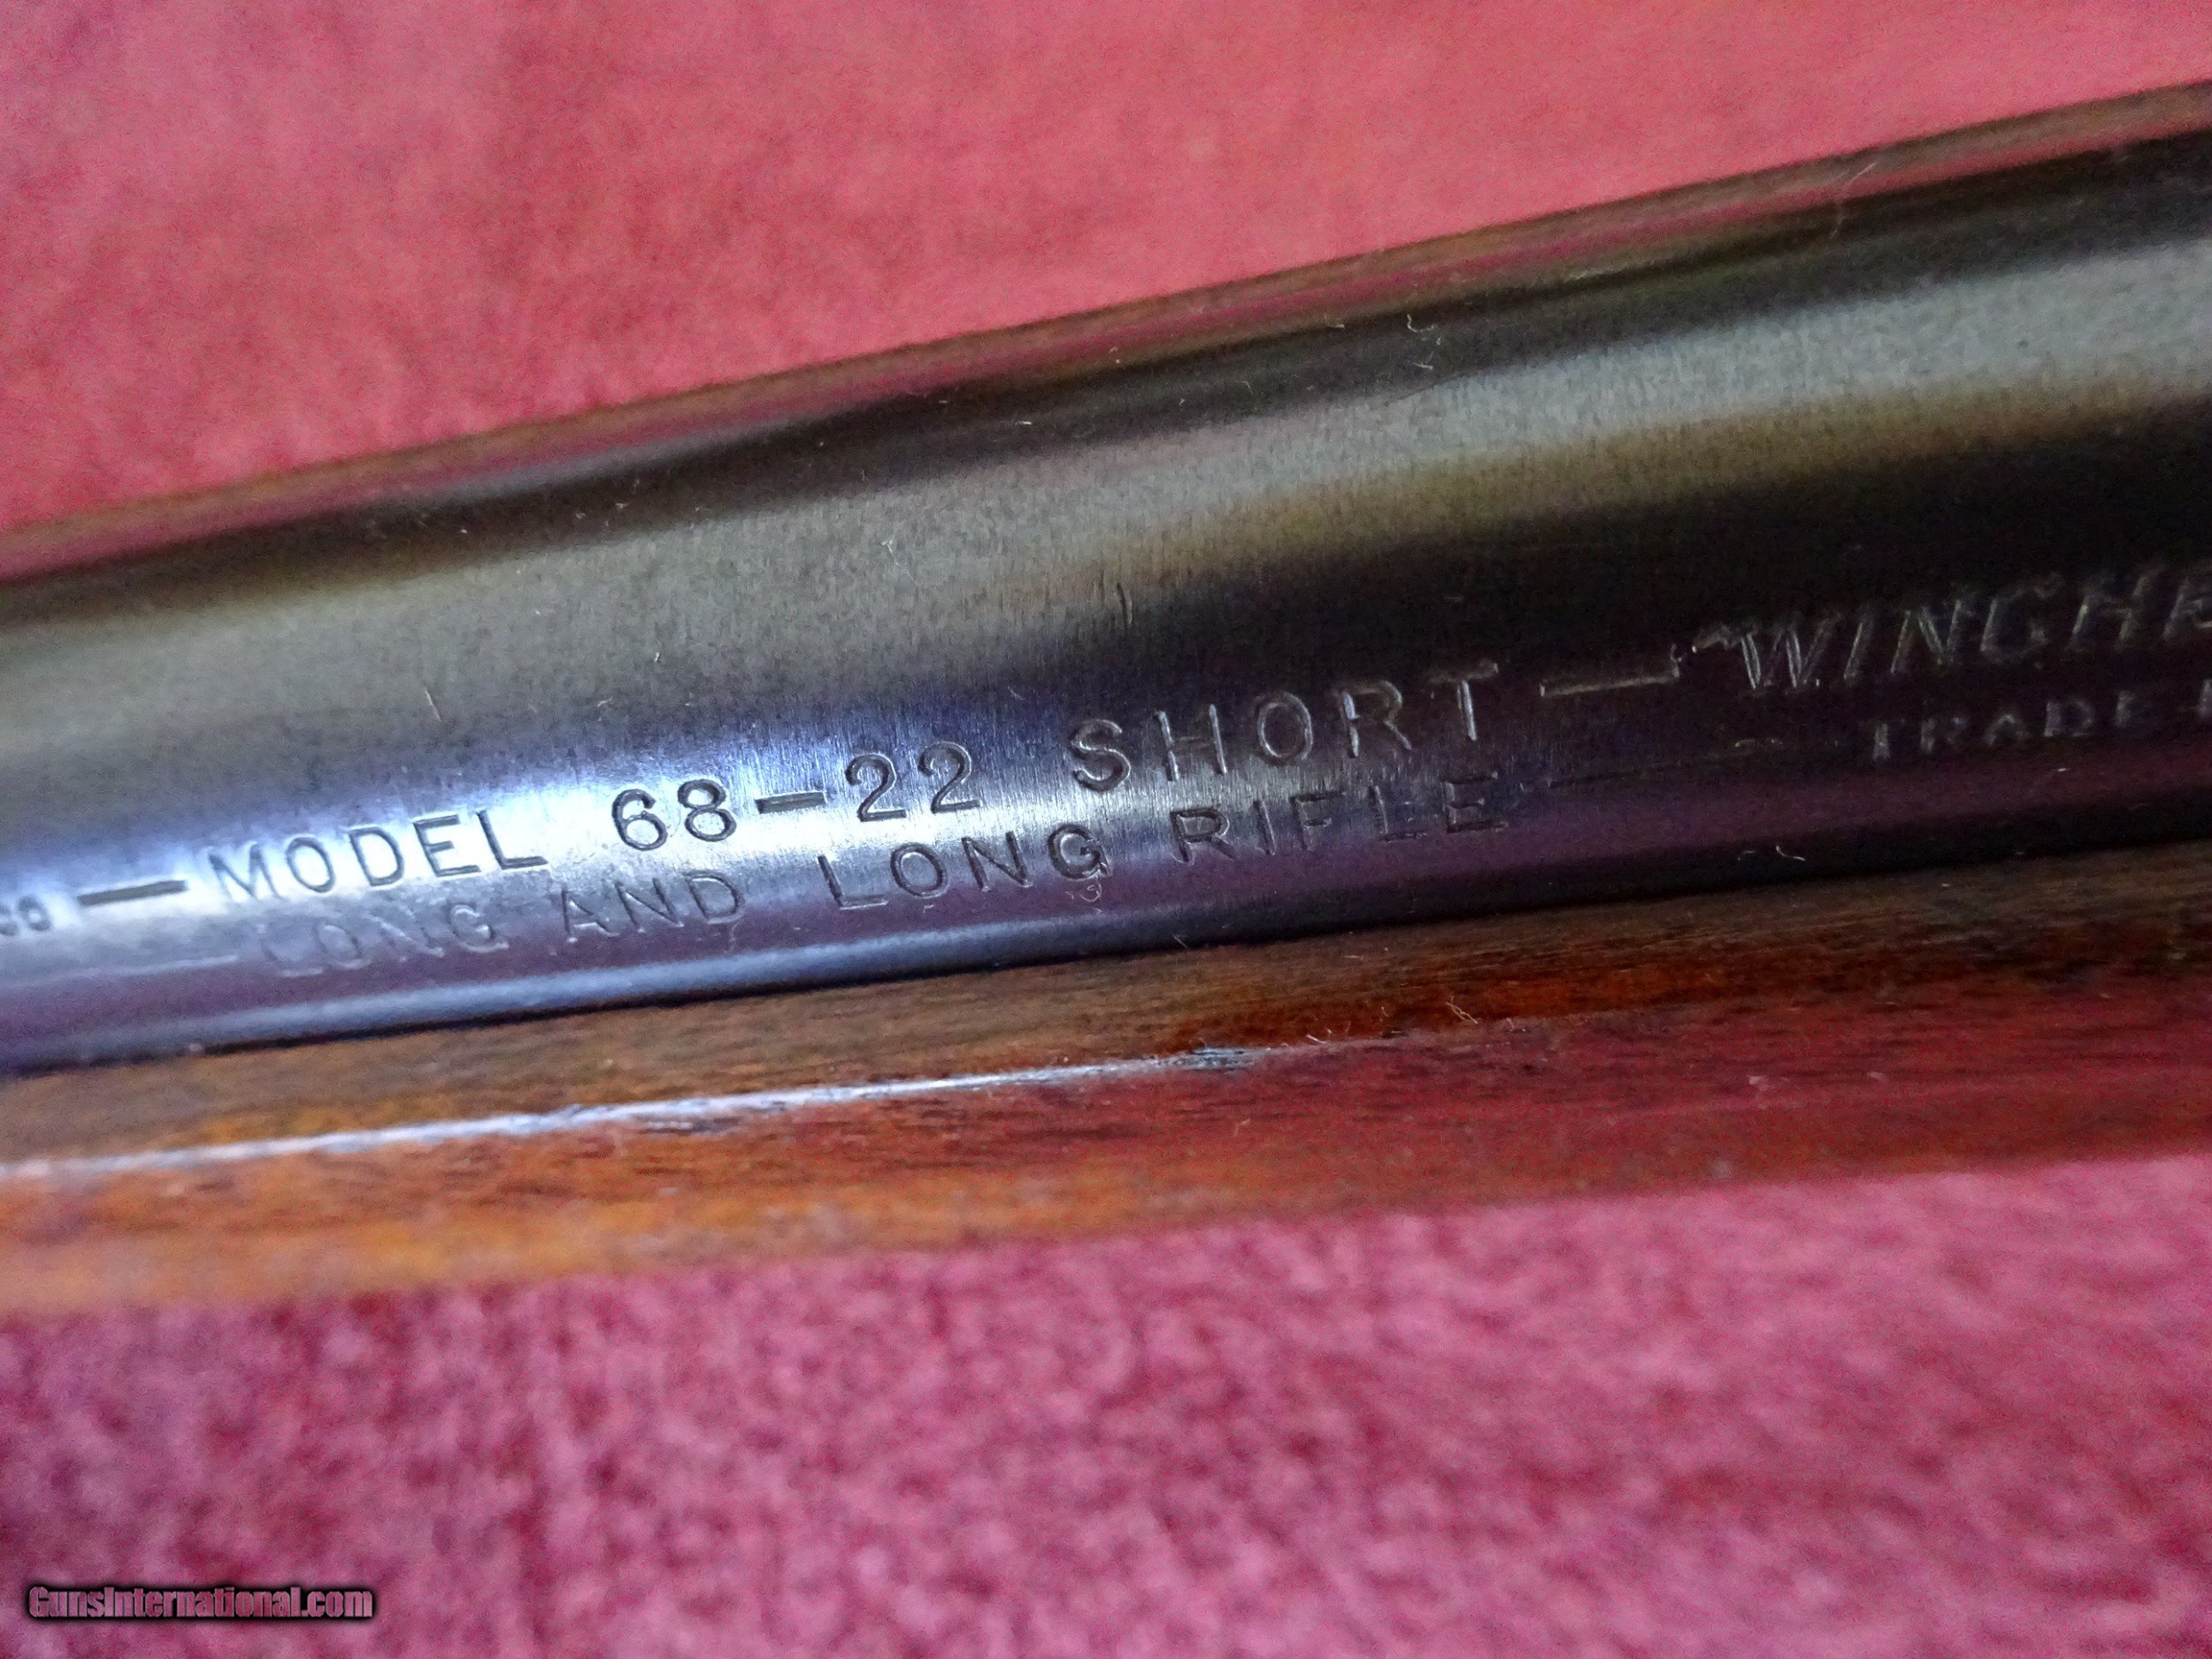 —MODEL 68-22 SHORT—
LONG AND LONG RIFLE
GunsInternational.com